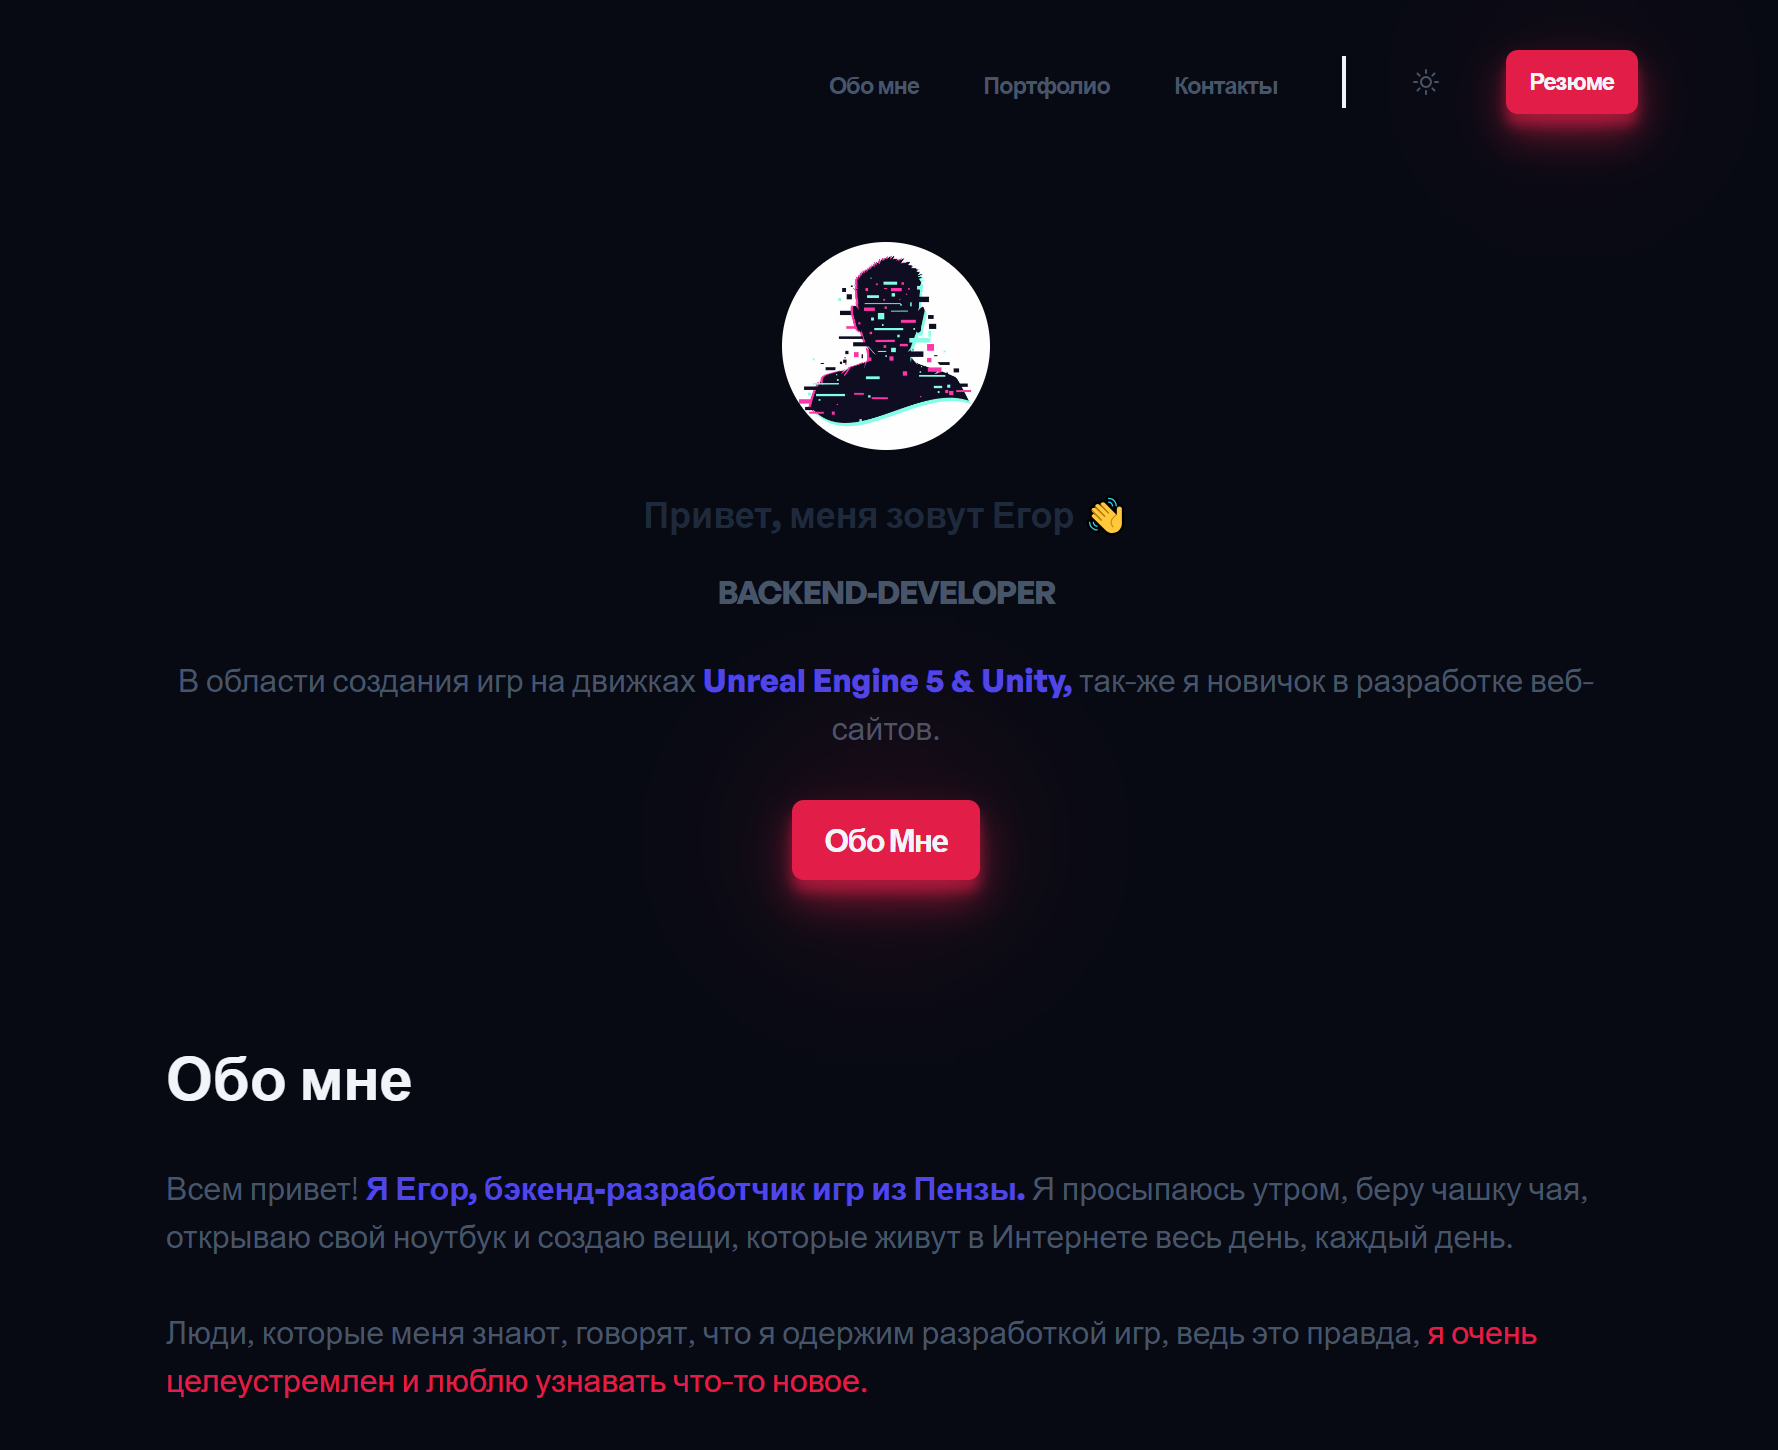 Обо мне Портфолио Контакты Резюме
Привет, меня зовут Егор 👋
BACKEND-DEVELOPER
В области создания игр на движках Unreal Engine 5 & Unity, так-же я новичок в разработке веб-
сайтов.
Обо Мне
Обо мне
Всем привет! Я Егор, бэкенд-разработчик игр из Пензы. Я просыпаюсь утром, беру чашку чая,
открываю свой ноутбук и создаю вещи, которые живут в Интернете весь день, каждый день.
Люди, которые меня знают, говорят, что я одержим разработкой игр, ведь это правда, я очень
целеустремлен и люблю узнавать что-то новое.